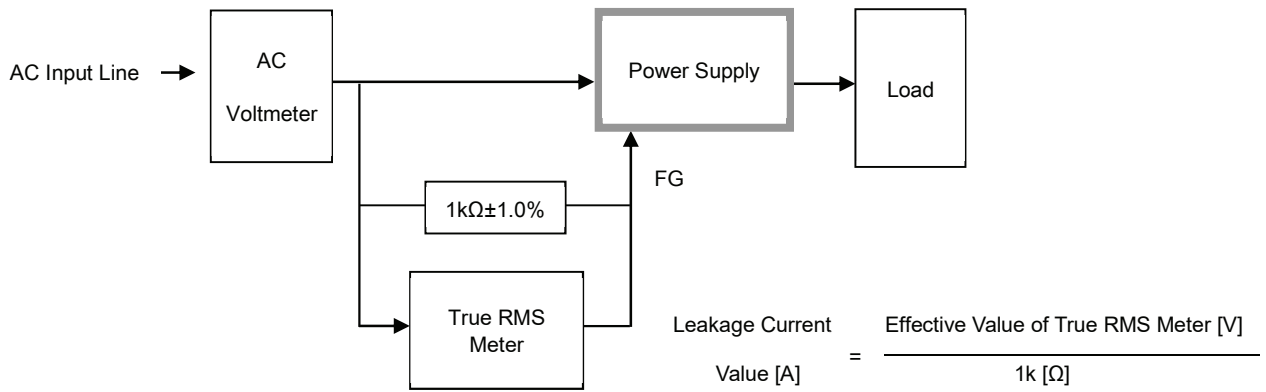 AC Input Line
AC
Voltmeter
Power Supply
Load
FG
1kΩ±1.0%
True RMS
Meter
Leakage Current
Value [A]
=
Effective Value of True RMS Meter [V]
1k [Ω]